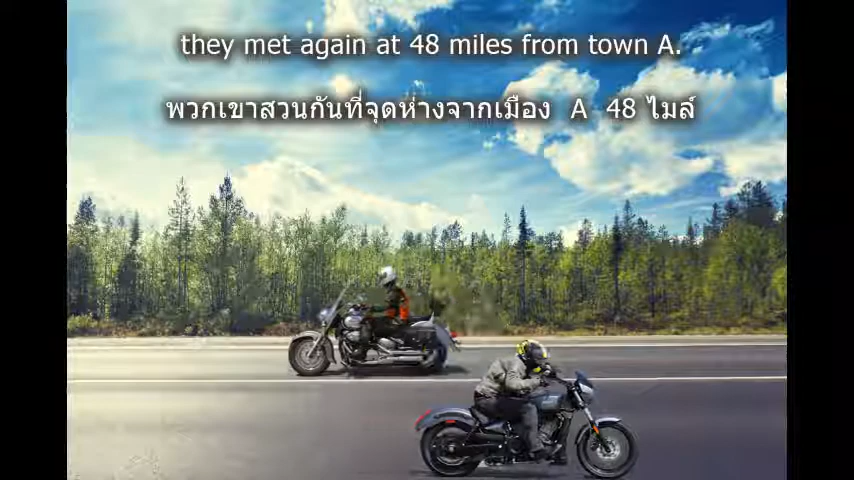 they met again at 48 miles from town A.
พวกเขาสวนกันที่จุดห่างจากเมือง A 48 ไมล์